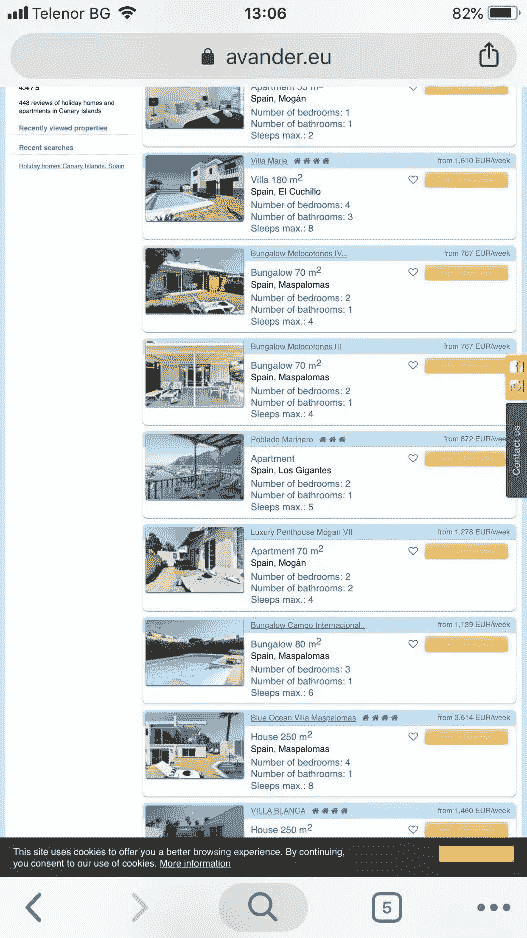 Telenor BG
13:06
82%
avander.eu
448 reviews of holiday homes and
apartments in Canary Islands
Recently viewed properties
Recent searches
Holiday homes Canary Islands, Spain
Spain, Mogán
Number of bedrooms: 1
Number of bathrooms: 1
Sleeps max.: 2
Villa Maria
from 1,610 EUR/week
Villa 180 m²
Spain, El Cuchillo
Number of bedrooms: 4
Number of bathrooms: 3
Sleeps max.: 8
Bungalow Melocotones IV...
from 767 EUR/week
Bungalow 70 m²
Spain, Maspalomas
Number of bedrooms: 2
Number of bathrooms: 1
Sleeps max.: 4
Bungalow Melocotones III
from 767 EUR/week
Bungalow 70 m²
Spain, Maspalomas
Number of bedrooms: 2
Number of bathrooms: 1
Sleeps max.: 4
Contact us
Poblado Marinero
from 872 EUR/week
Apartment
Spain, Los Gigantes
Number of bedrooms: 2
Number of bathrooms: 1
Sleeps max.: 5
Luxury Penthouse Mogan VII
from 1,278 EUR/week
Apartment 70 m²
Spain, Mogán
Number of bedrooms: 2
Number of bathrooms: 2
Sleeps max.: 4
Bungalow Campo Internacional..
from 1,139 EUR/week
Bungalow 80 m²
Spain, Maspalomas
Number of bedrooms: 3
Number of bathrooms: 1
Sleeps max.: 6
Blue Ocean Villa Maspalomas
from 3,614 EUR/week
House 250 m²
Spain, Maspalomas
Number of bedrooms: 4
Number of bathrooms: 1
Sleeps max.: 8
VILLA BLANCA
from 1,460 EUR/week
House 250 m²
This site uses cookies to offer you a better browsing experience. By continuing,
you consent to our use of cookies. More information
5